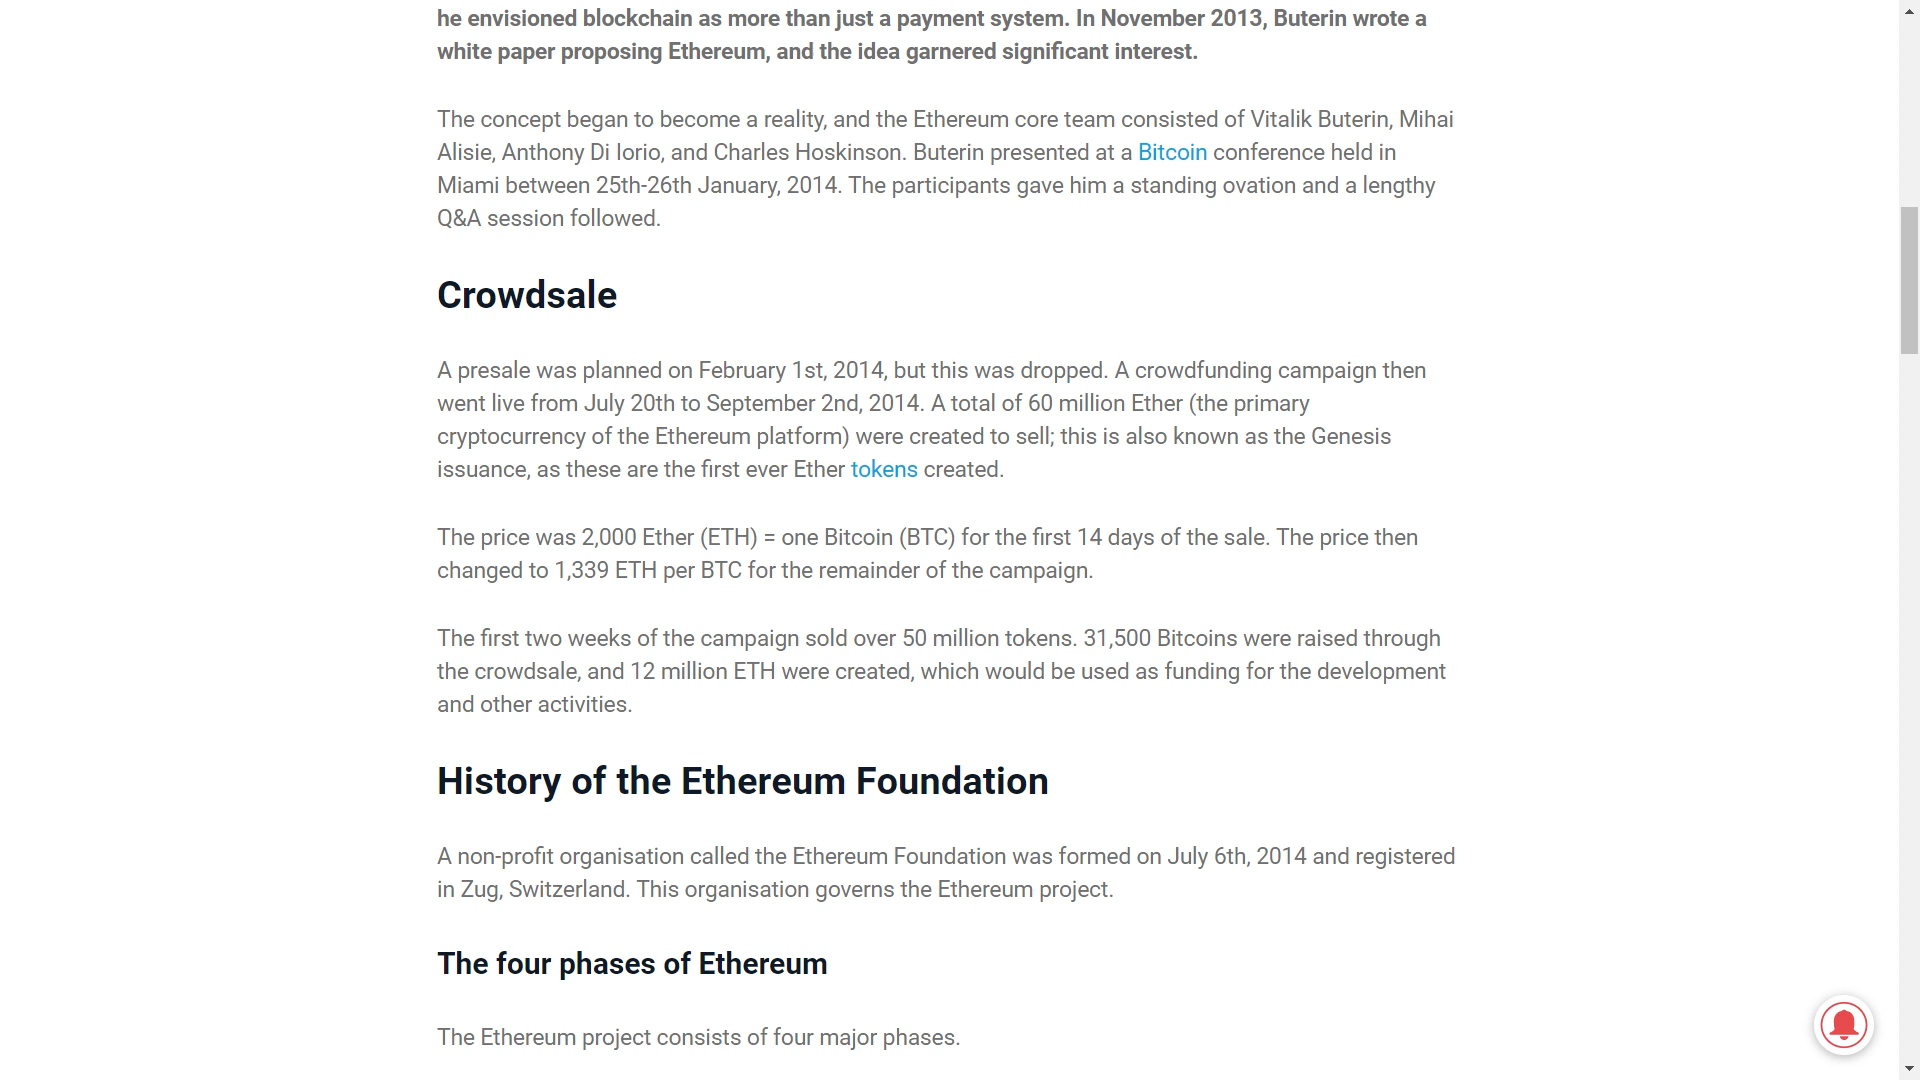 he envisioned blockchain as more than just a payment system. In November 2013, Buterin wrote a
white paper proposing Ethereum, and the idea garnered significant interest.
The concept began to become a reality, and the Ethereum core team consisted of Vitalik Buterin, Mihai
Alisie, Anthony Di Iorio, and Charles Hoskinson. Buterin presented at a Bitcoin conference held in
Miami between 25th-26th January, 2014. The participants gave him a standing ovation and a lengthy
Q&A session followed.
Crowdsale
A presale was planned on February 1st, 2014, but this was dropped. A crowdfunding campaign then
went live from July 20th to September 2nd, 2014. A total of 60 million Ether (the primary
cryptocurrency of the Ethereum platform) were created to sell; this is also known as the Genesis
issuance, as these are the first ever Ether tokens created.
The price was 2,000 Ether (ETH) = one Bitcoin (BTC) for the first 14 days of the sale. The price then
changed to 1,339 ETH per BTC for the remainder of the campaign.
The first two weeks of the campaign sold over 50 million tokens. 31,500 Bitcoins were raised through
the crowdsale, and 12 million ETH were created, which would be used as funding for the development
and other activities.
History of the Ethereum Foundation
A non-profit organisation called the Ethereum Foundation was formed on July 6th, 2014 and registered
in Zug, Switzerland. This organisation governs the Ethereum project.
The four phases of Ethereum
The Ethereum project consists of four major phases.